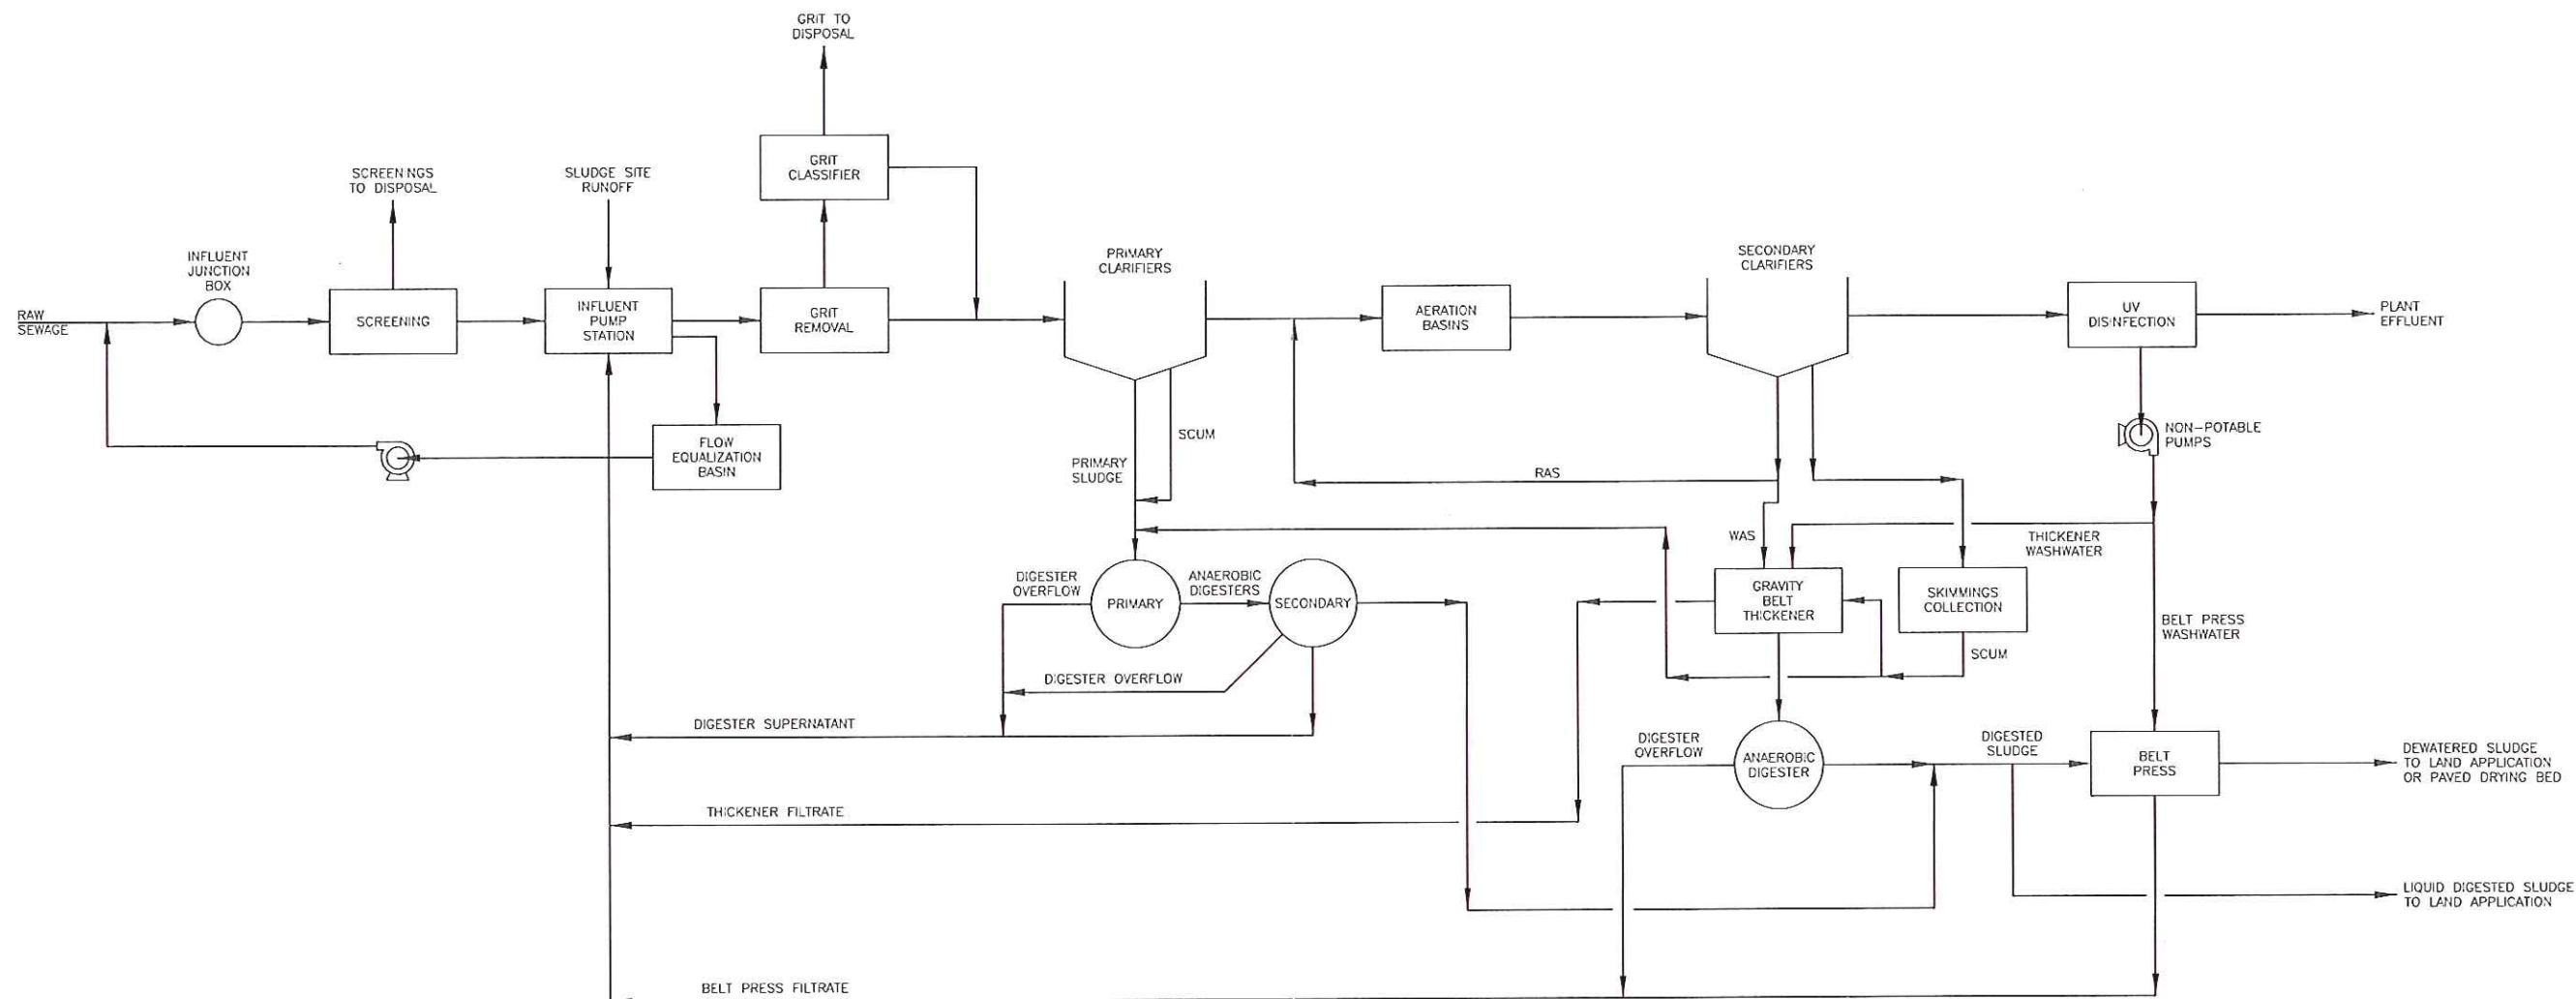 GRIT TO
DISPOSAL
GRIT
CLASSIFIER
SCREENINGS
TO DISPOSAL
SLUDGE SITE
RUNOFF
INFLUENT
JUNCTION
BOX
PRIMARY
CLARIFIERS
SECONDARY
CLARIFIERS
RAW
SEWAGE
SCREENING
INFLUENT
PUMP
STATION
GRIT
REMOVAL
AERATION
BASINS
UV
DISINFECTION
PLANT
EFFLUENT
FLOW
EQUALIZATION
BASIN
SCUM
PRIMARY
SLUDGE
RAS
NON-POTABLE
PUMPS
WAS
THICKENER
WASHWATER
DIGESTER
OVERFLOW
PRIMARY
ANAEROBIC
DIGESTERS
SECONDARY
GRAVITY
BELT
THICKENER
SKIMMINGS
COLLECTION
BELT PRESS
WASHWATER
SCUM
DIGESTER OVERFLOW
DIGESTER SUPERNATANT
DIGESTER
OVERFLOW
ANAEROBIC
DIGESTER
DIGESTED
SLUDGE
BELT
PRESS
DEWATERED SLUDGE
TO LAND APPLICATION
OR PAVED DRYING BED
THICKENER FILTRATE
LIQUID DIGESTED SLUDGE
TO LAND APPLICATION
BELT PRESS FILTRATE